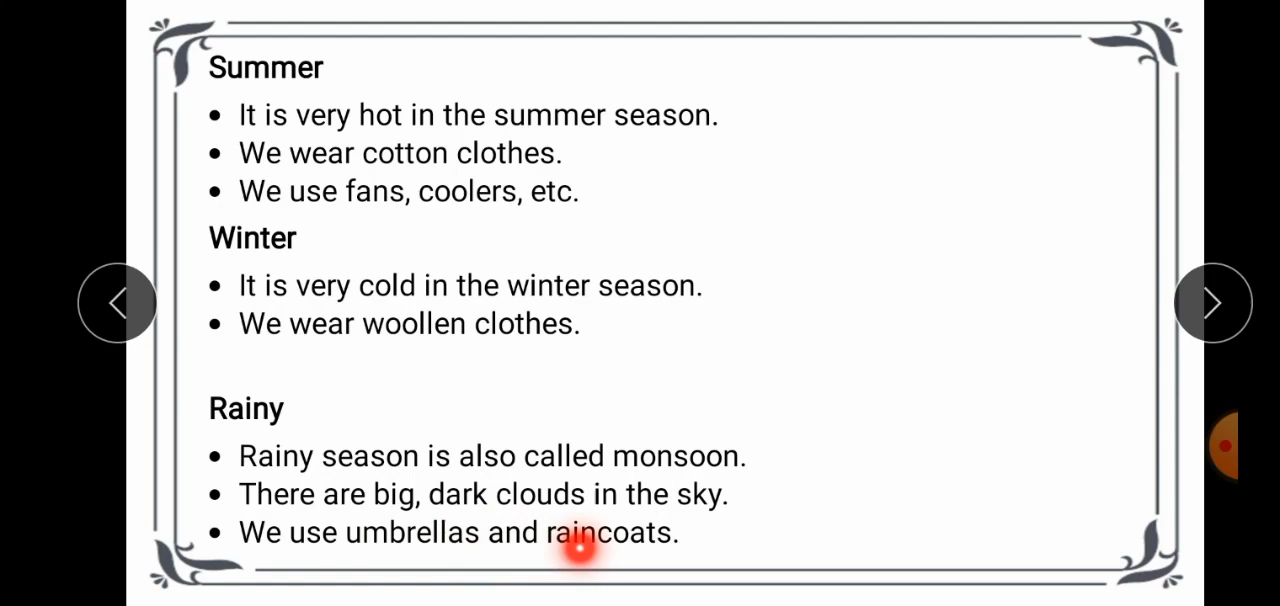 Summer
• It is very hot in the summer season.
• We wear cotton clothes.
• We use fans, coolers, etc.
Winter
• It is very cold in the winter season.
• We wear woollen clothes.
Rainy
• Rainy season is also called monsoon.
• There are big, dark clouds in the sky.
• We use umbrellas and raincoats.